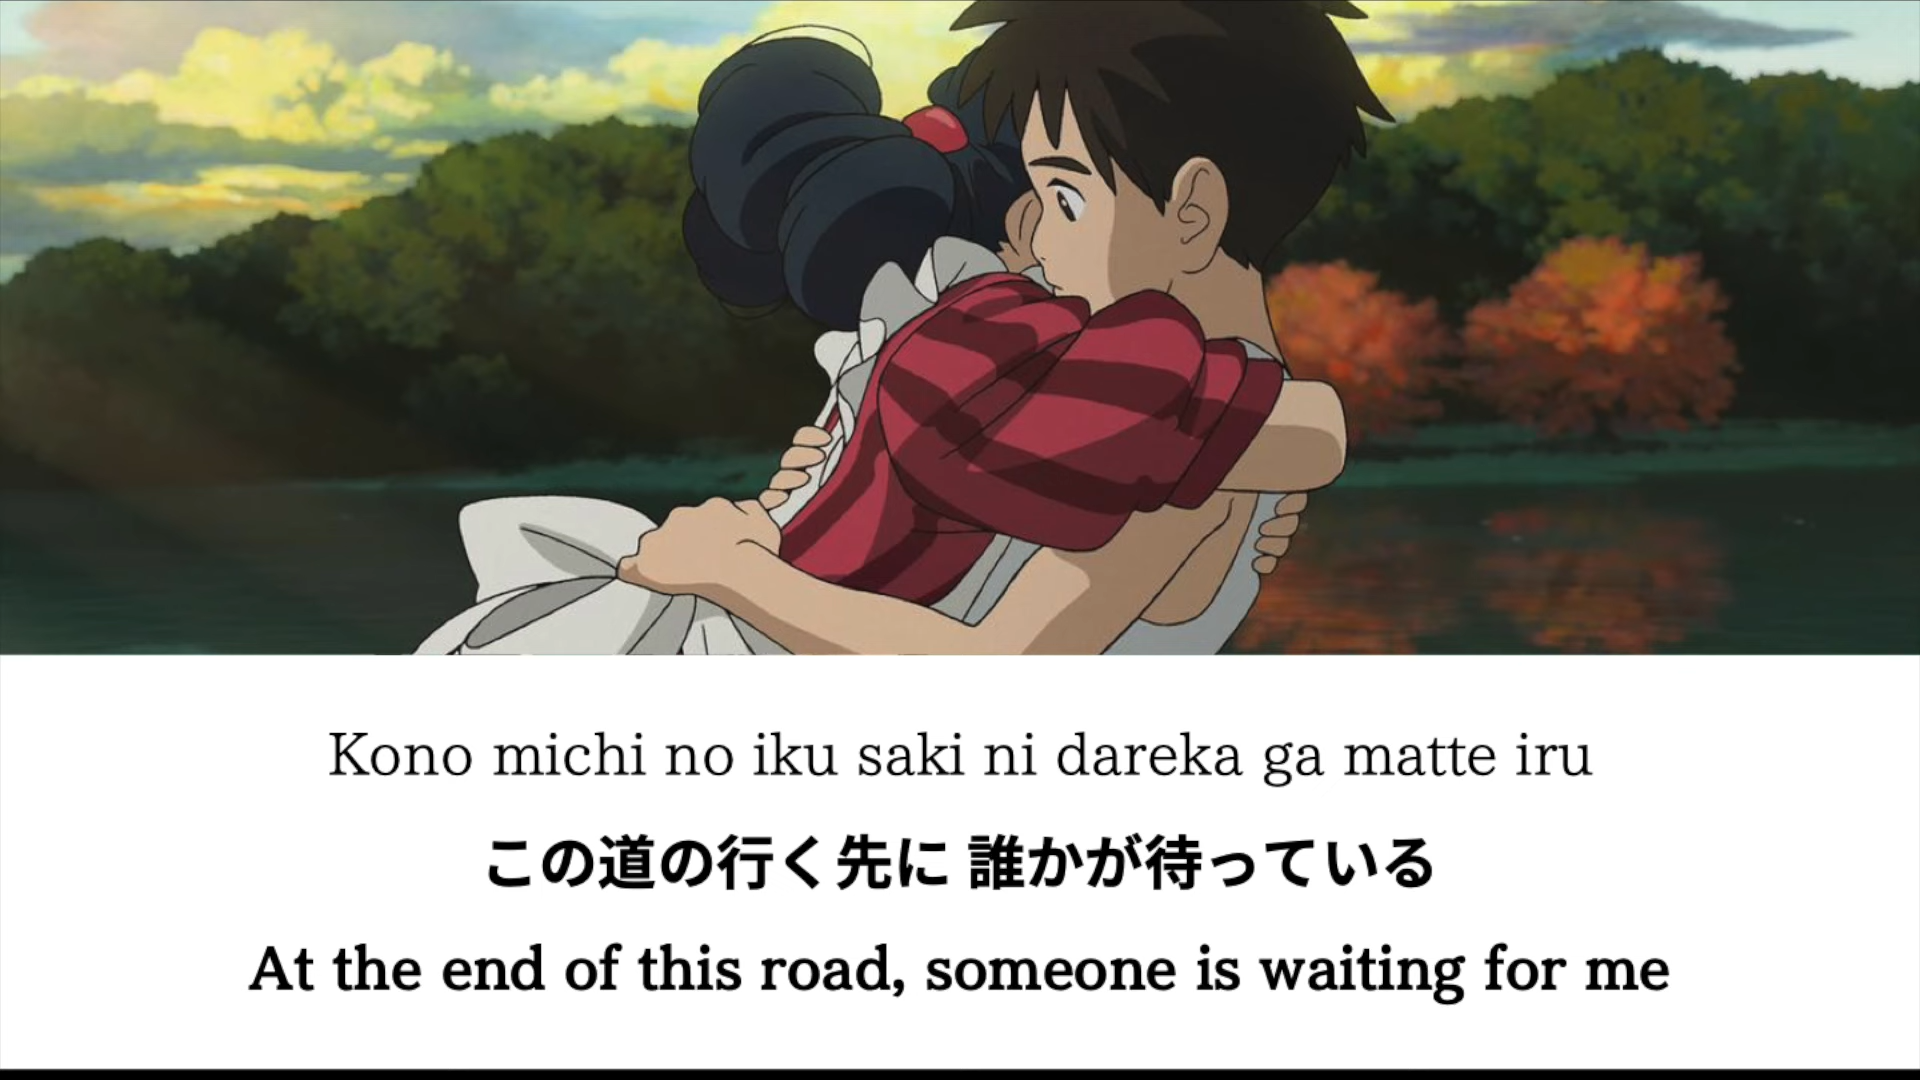 Kono michi no iku saki ni dareka ga matte iru
この道の行く先に 誰かが待っている
At the end of this road, someone is waiting for me